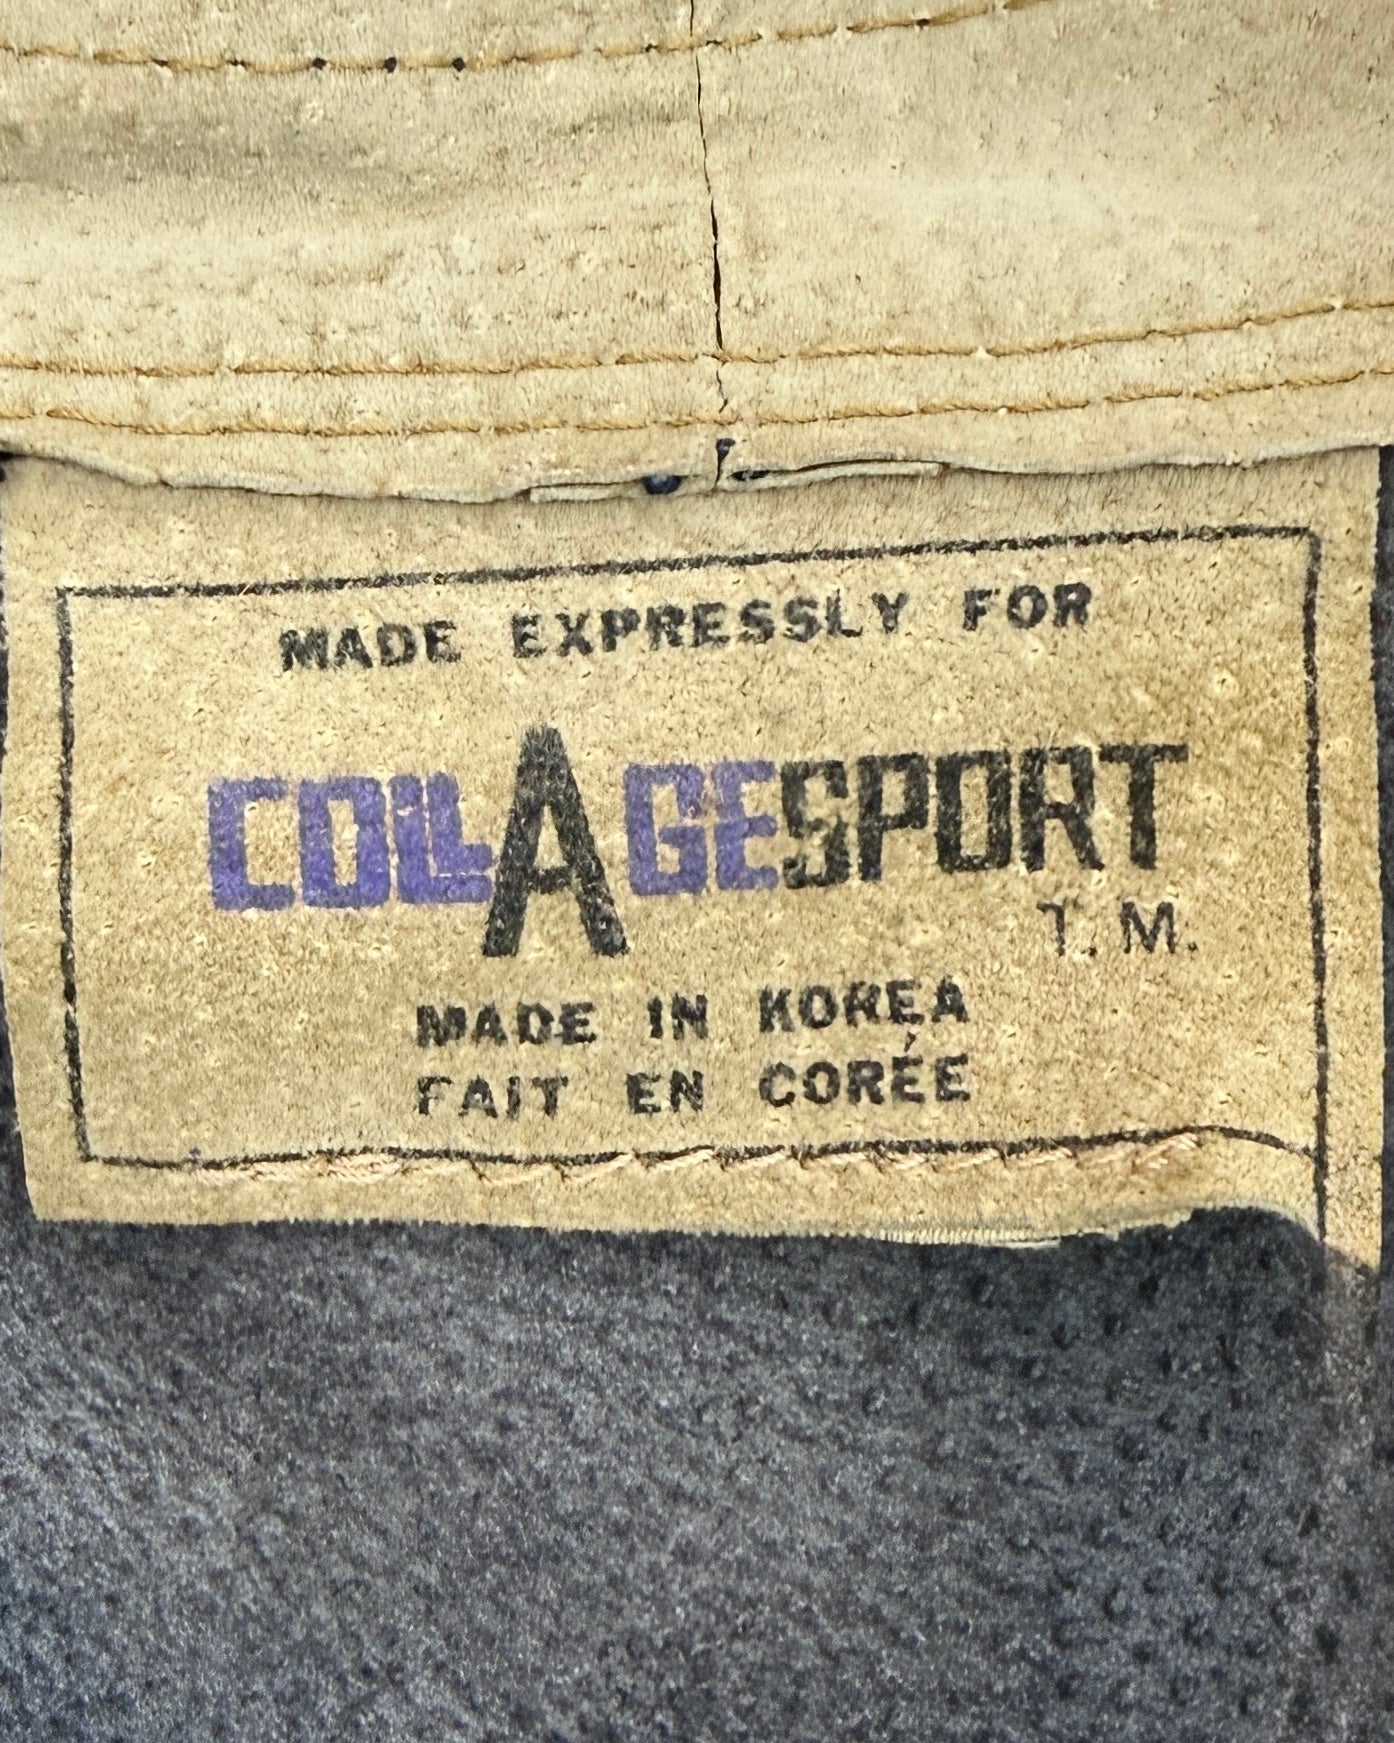 MADE EXPRESSLY FOR
COLLAGESPORT
T.M.
MADE IN KOREA
FAIT EN CORÉE